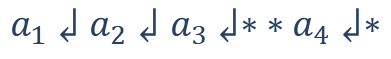 a₁ ↲ a₂ ↲ a₃ ↲∗ ∗ a₄ ↲∗